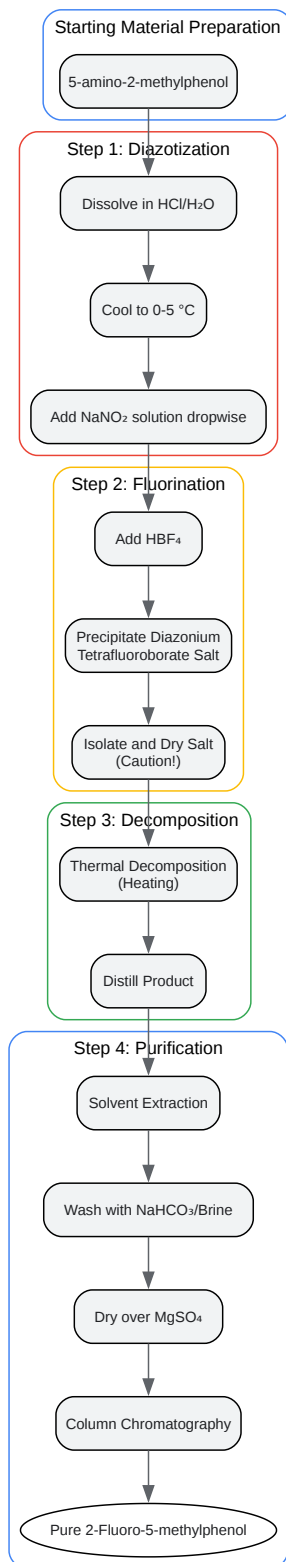 Starting Material Preparation
5-amino-2-methylphenol
Step 1: Diazotization
Dissolve in HCl/H₂O
Cool to 0-5 °C
Add NaNO₂ solution dropwise
Step 2: Fluorination
Add HBF₄
Precipitate Diazonium
Tetrafluoroborate Salt
Isolate and Dry Salt
(Caution!)
Step 3: Decomposition
Thermal Decomposition
(Heating)
Distill Product
Step 4: Purification
Solvent Extraction
Wash with NaHCO₃/Brine
Dry over MgSO₄
Column Chromatography
Pure 2-Fluoro-5-methylphenol